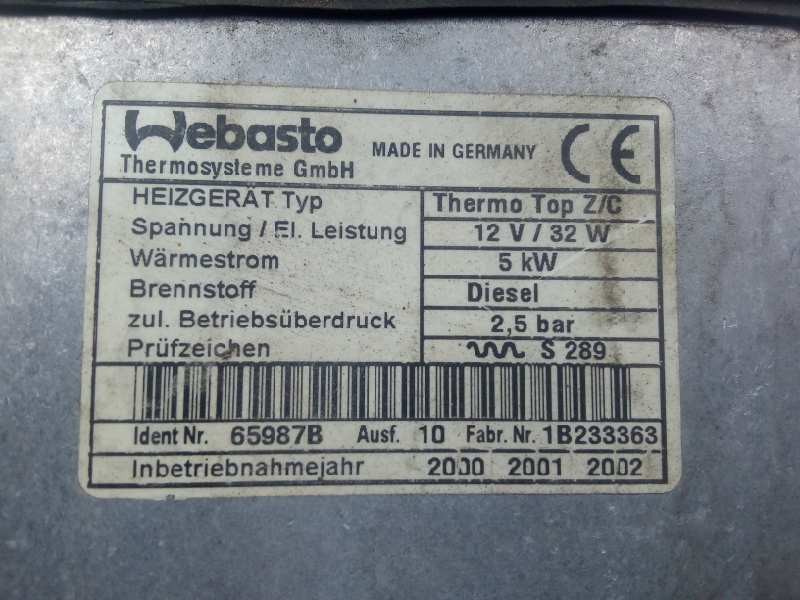 Webasto
Thermosysteme GmbH
MADE IN GERMANY
CE
HEIZGERÄT Typ Thermo Top Z/C
Spannung / El. Leistung 12 V / 32 W
Wärmestrom 5 kW
Brennstoff Diesel
zul. Betriebsüberdruck 2,5 bar
Prüfzeichen S 289
Ident Nr. 65987B Ausf. 10 Fabr. Nr. 1B233363
Inbetriebnahmejahr 2000 2001 2002